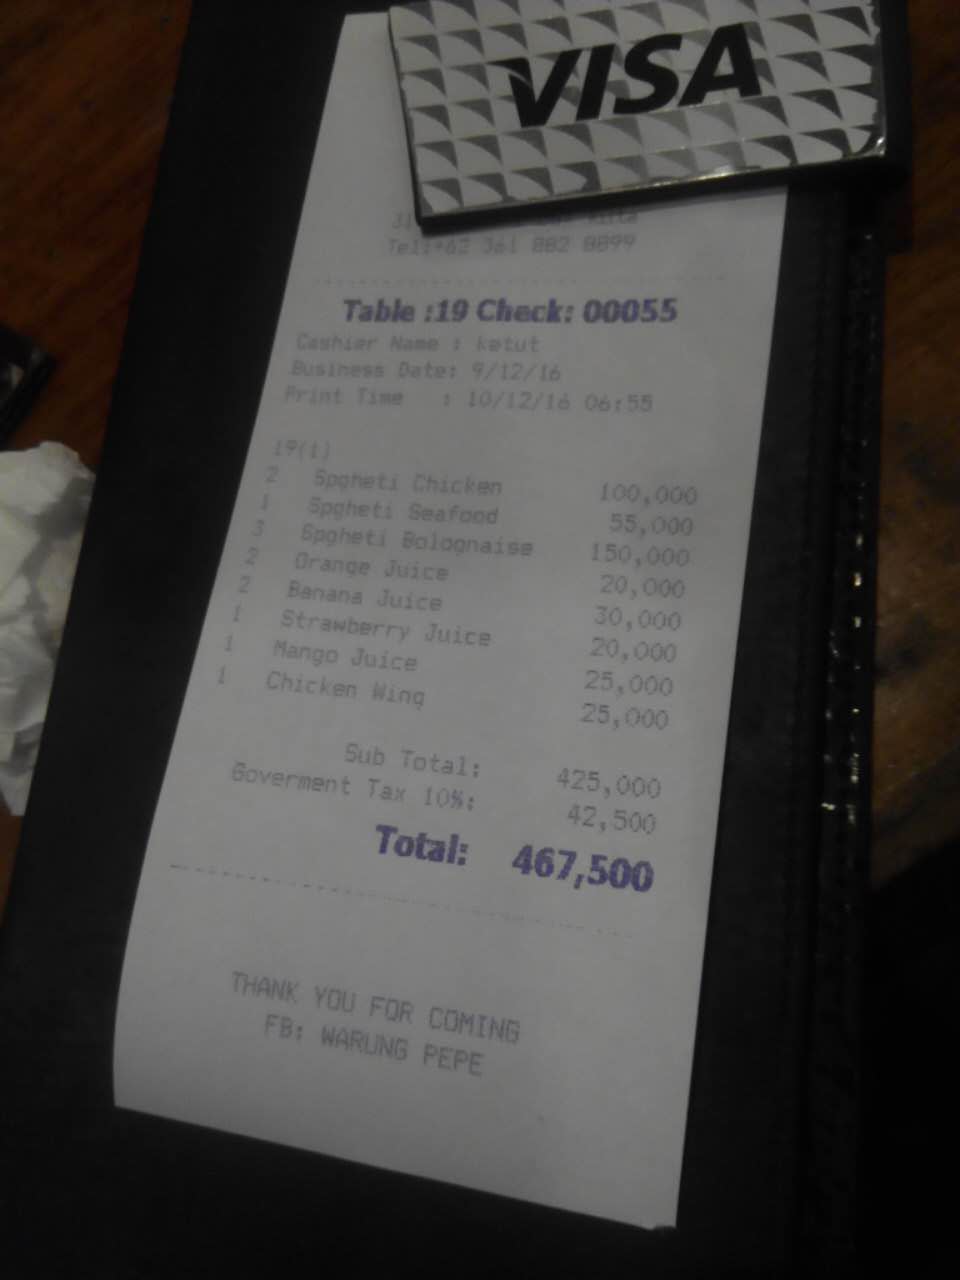 VISA
Tel:+62 361 882 8899
Table :19 Check: 00055
Cashier Name : ketut
Business Date: 9/12/16
Print Time : 10/12/16 06:55
19(1)
2 Spgheti Chicken 100,000
1 Spgheti Seafood 55,000
3 Spgheti Bolognaise 150,000
2 Orange Juice 20,000
2 Banana Juice 30,000
1 Strawberry Juice 20,000
1 Mango Juice 25,000
1 Chicken Wing 25,000
Sub Total: 425,000
Goverment Tax 10%: 42,500
Total: 467,500
THANK YOU FOR COMING
FB: WARUNG PEPE